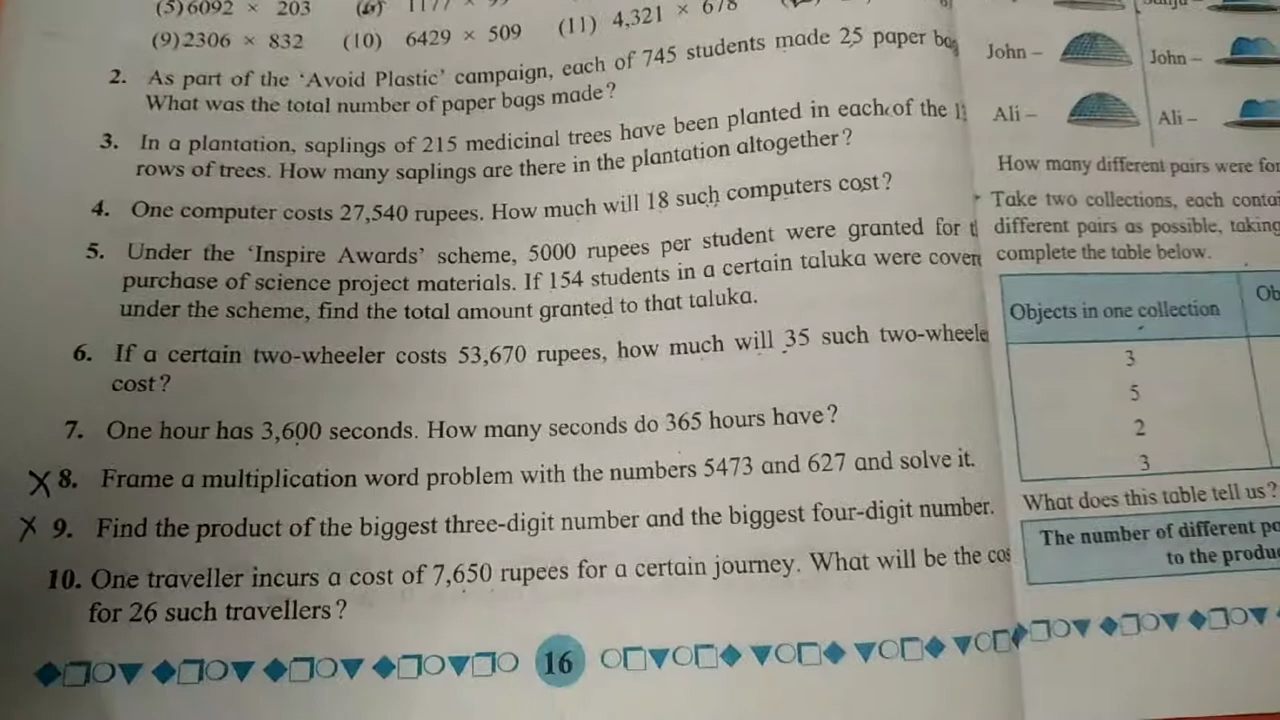 (5) 6092 × 203 (6) 1177 ×
(9) 2306 × 832 (10) 6429 × 509 (11) 4,321 × 678
2. As part of the 'Avoid Plastic' campaign, each of 745 students made 25 paper
What was the total number of paper bags made?
3. In a plantation, saplings of 215 medicinal trees have been planted in each of the
rows of trees. How many saplings are there in the plantation altogether?
4. One computer costs 27,540 rupees. How much will 18 such computers cost?
5. Under the 'Inspire Awards' scheme, 5000 rupees per student were granted for
purchase of science project materials. If 154 students in a certain taluka were
under the scheme, find the total amount granted to that taluka.
6. If a certain two-wheeler costs 53,670 rupees, how much will 35 such
cost?
7. One hour has 3,600 seconds. How many seconds do 365 hours have?
X 8. Frame a multiplication word problem with the numbers 5473 and 627 and solve it.
X 9. Find the product of the biggest three-digit number and the biggest four-digit number.
10. One traveller incurs a cost of 7,650 rupees for a certain journey. What will be the
for 26 such travellers?
16
John – John –
Ali – Ali –
How many different pairs were
Take two collections, each
different pairs as possible, taking
complete the table below.
Objects in one collection
3
5
2
3
What does this table tell us?
The number of different
to the